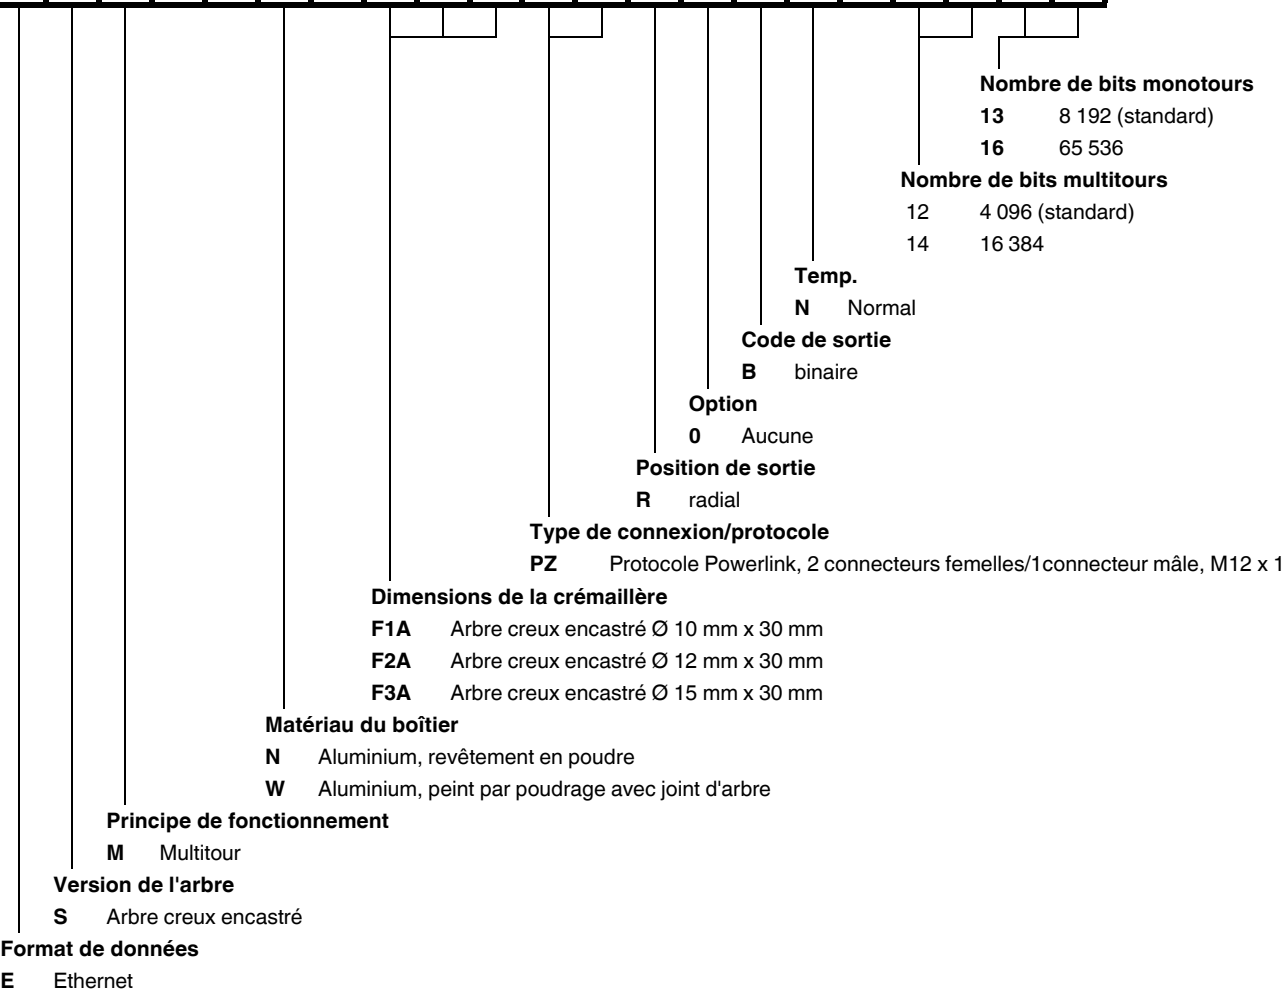 Nombre de bits monotours
13 8 192 (standard)
16 65 536
Nombre de bits multitours
12 4 096 (standard)
14 16 384
Temp.
N Normal
Code de sortie
B binaire
Option
0 Aucune
Position de sortie
R radial
Type de connexion/protocole
PZ Protocole Powerlink, 2 connecteurs femelles/1connecteur mâle, M12 x 1
Dimensions de la crémaillère
F1A Arbre creux encastré Ø 10 mm x 30 mm
F2A Arbre creux encastré Ø 12 mm x 30 mm
F3A Arbre creux encastré Ø 15 mm x 30 mm
Matériau du boîtier
N Aluminium, revêtement en poudre
W Aluminium, peint par poudrage avec joint d'arbre
Principe de fonctionnement
M Multitour
Version de l'arbre
S Arbre creux encastré
Format de données
E Ethernet